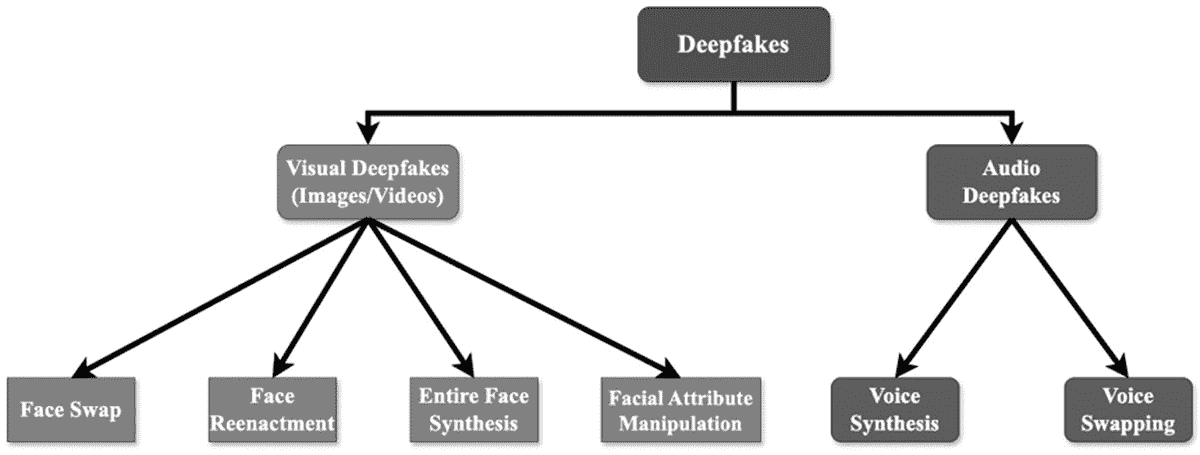 Deepfakes
Visual Deepfakes
(Images/Videos)
Audio
Deepfakes
Face Swap
Face
Reenactment
Entire Face
Synthesis
Facial Attribute
Manipulation
Voice
Synthesis
Voice
Swapping